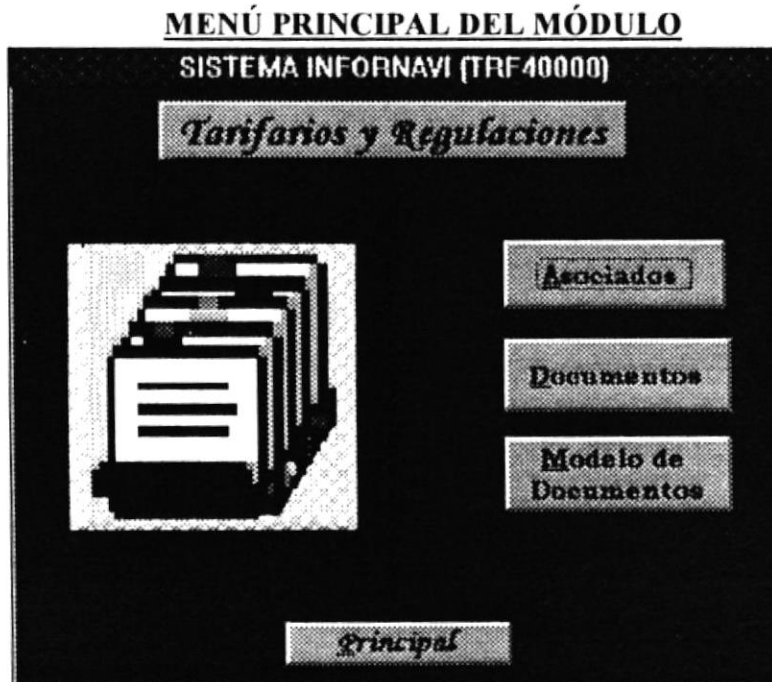 MENÚ PRINCIPAL DEL MÓDULO
SISTEMA INFORNAVI (TRF40000)
Tarifarios y Regulaciones
Asociados
Documentos
Modelo de
Documentos
Principal